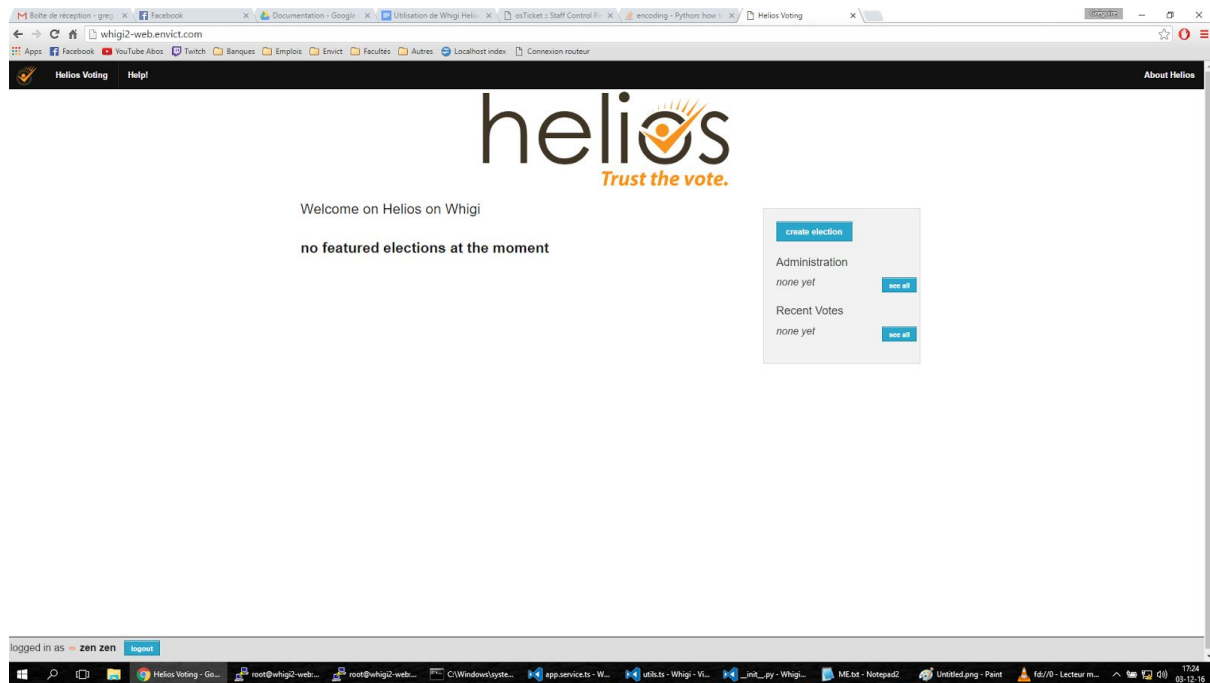 Boîte de réception - greg
Facebook
Documentation - Google
Utilisation de Whigi Helio
osTicket :: Staff Control Pa
encoding - Python: how t
Helios Voting
whigi2-web.envict.com
Apps
Facebook
YouTube Abos
Twitch
Banques
Emplois
Envict
Facultés
Autres
Localhost index
Connexion routeur
Helios Voting
Help!
About Helios
helios
Trust the vote.
Welcome on Helios on Whigi
no featured elections at the moment
create election
Administration
none yet
see all
Recent Votes
none yet
see all
logged in as zen zen logout
Helios Voting - Go...
root@whigi2-web:...
root@whigi2-web:...
C:\Windows\syste...
app.service.ts - W...
utils.ts - Whigi - Vi...
__init__.py - Whigi...
ME.txt - Notepad2
Untitled.png - Paint
fd://0 - Lecteur m...
17:24
03-12-16